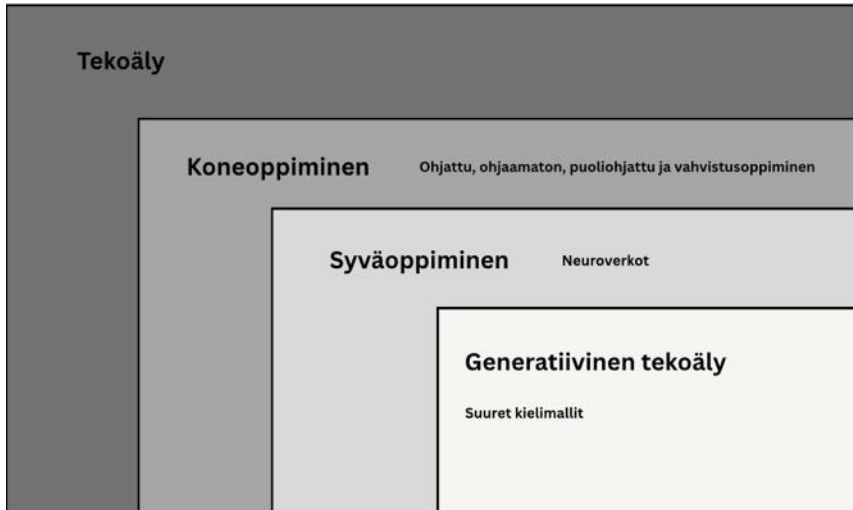 Tekoäly
Koneoppiminen Ohjattu, ohjaamaton, puoliohjattu ja vahvistusoppiminen
Syväoppiminen Neuroverkot
Generatiivinen tekoäly
Suuret kielimallit